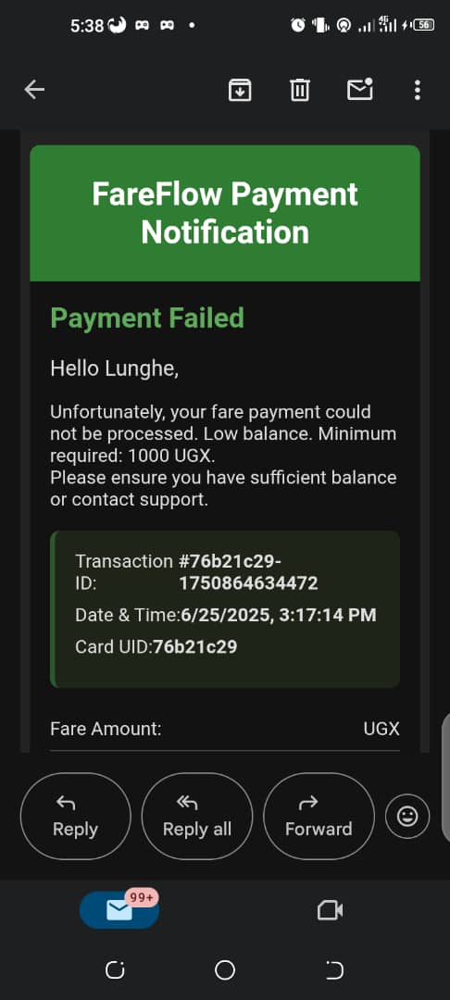 5:38
4G
56
FareFlow Payment
Notification
Payment Failed
Hello Lunghe,
Unfortunately, your fare payment could
not be processed. Low balance. Minimum
required: 1000 UGX.
Please ensure you have sufficient balance
or contact support.
Transaction #76b21c29-
ID: 1750864634472
Date & Time:6/25/2025, 3:17:14 PM
Card UID:76b21c29
Fare Amount: UGX
Reply
Reply all
Forward
99+